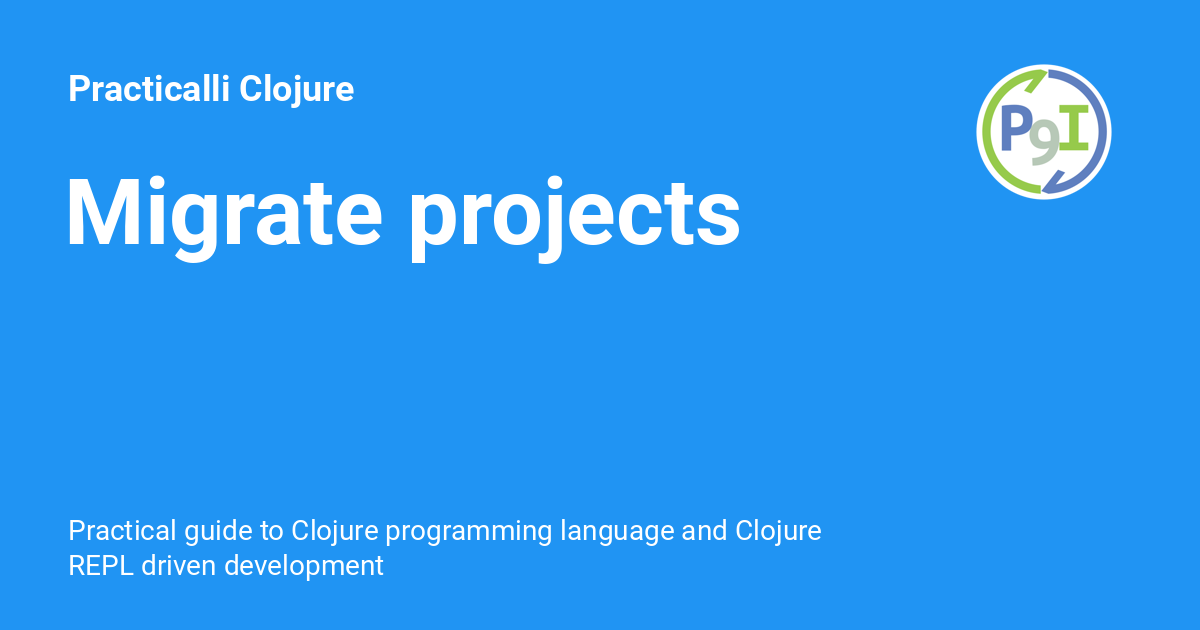 Practicalli Clojure
P9I
Migrate projects
Practical guide to Clojure programming language and Clojure
REPL driven development